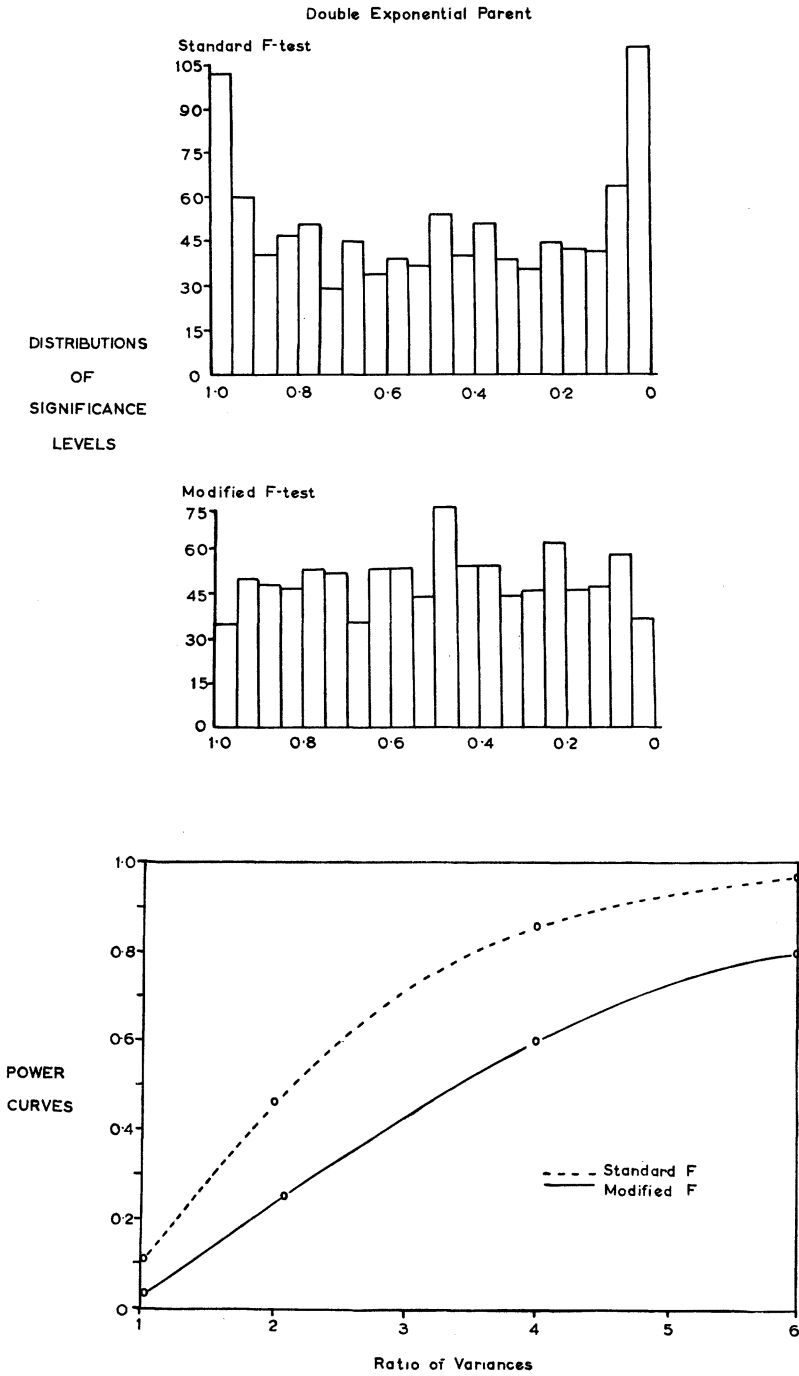 Double Exponential Parent
Standard F-test
105
90
75
60
45
30
15
0
1·0 0·8 0·6 0·4 0·2 0
DISTRIBUTIONS
OF
SIGNIFICANCE
LEVELS
Modified F-test
75
60
45
30
15
0
1·0 0·8 0·6 0·4 0·2 0
1·0
0·8
0·6
0·4
0·2
0
POWER
CURVES
Standard F
Modified F
1 2 3 4 5 6
Ratio of Variances